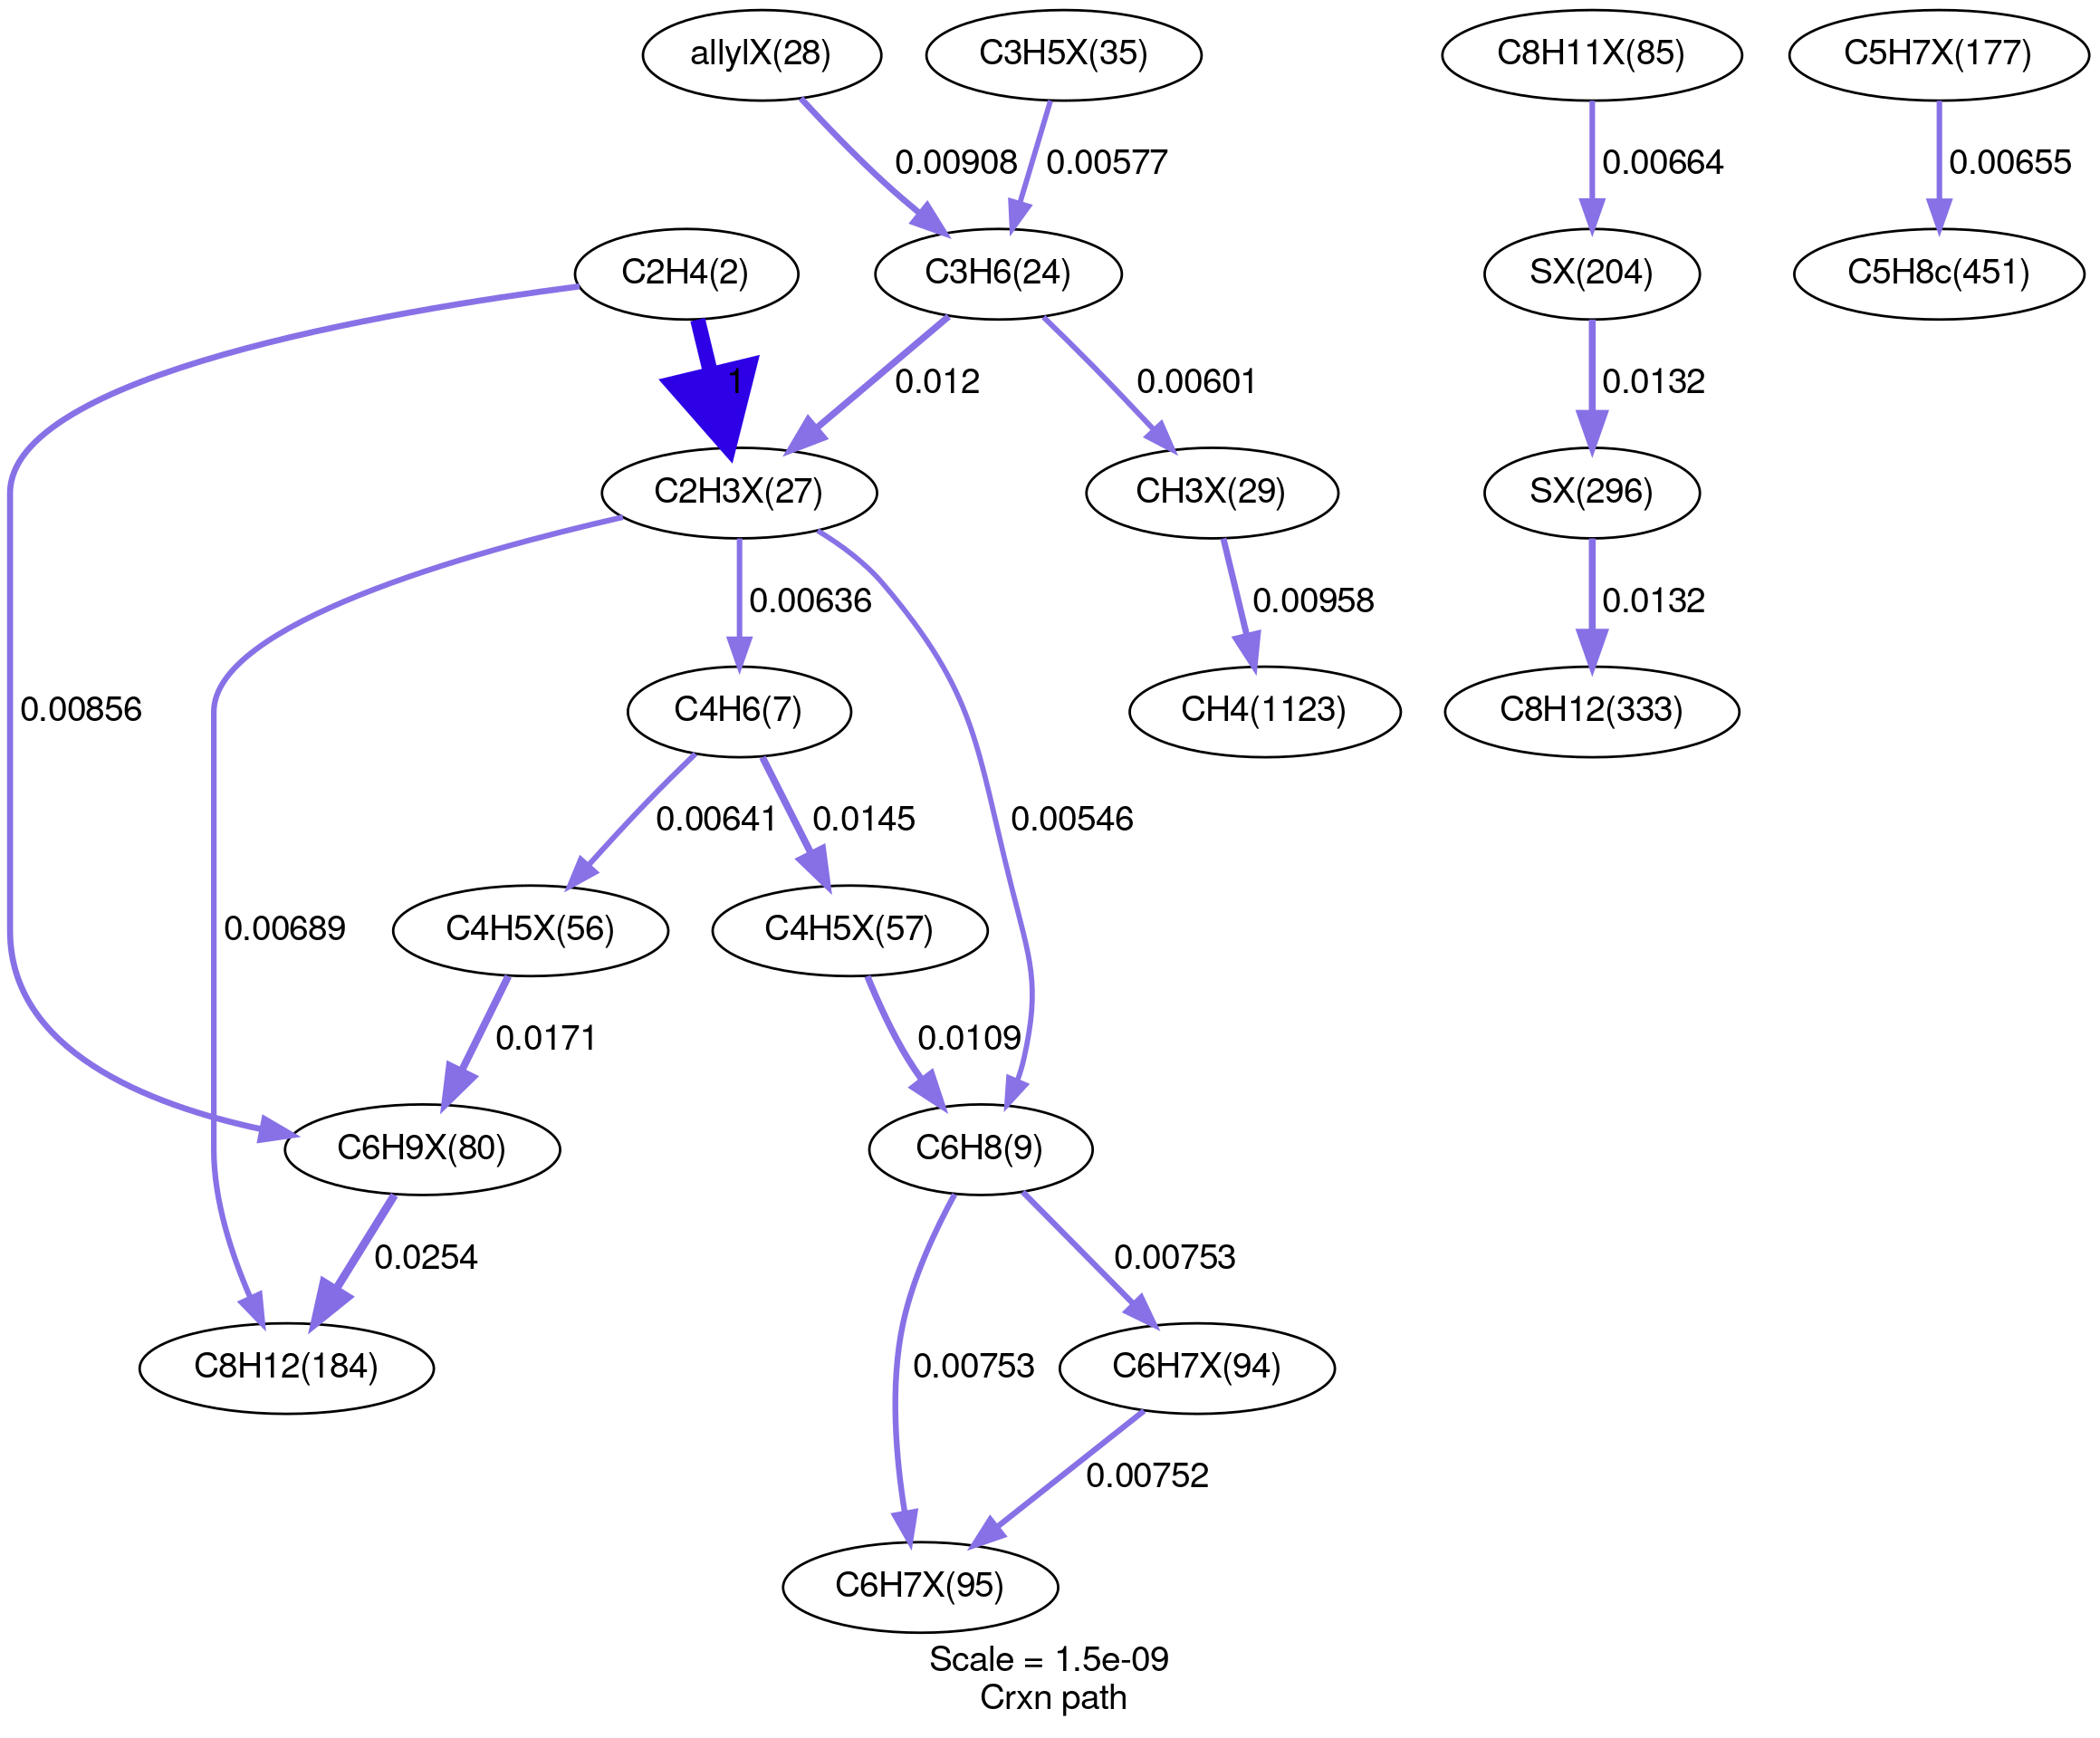 allylX(28)
C3H5X(35)
C8H11X(85)
C5H7X(177)
0.00908
0.00577
0.00664
0.00655
C2H4(2)
C3H6(24)
SX(204)
C5H8c(451)
1
0.012
0.00601
0.0132
C2H3X(27)
CH3X(29)
SX(296)
0.00636
0.00958
0.0132
0.00856
C4H6(7)
CH4(1123)
C8H12(333)
0.00641
0.0145
0.00546
0.00689
C4H5X(56)
C4H5X(57)
0.0171
0.0109
C6H9X(80)
C6H8(9)
0.0254
0.00753
C8H12(184)
0.00753
C6H7X(94)
0.00752
C6H7X(95)
Scale = 1.5e-09
Crxn path